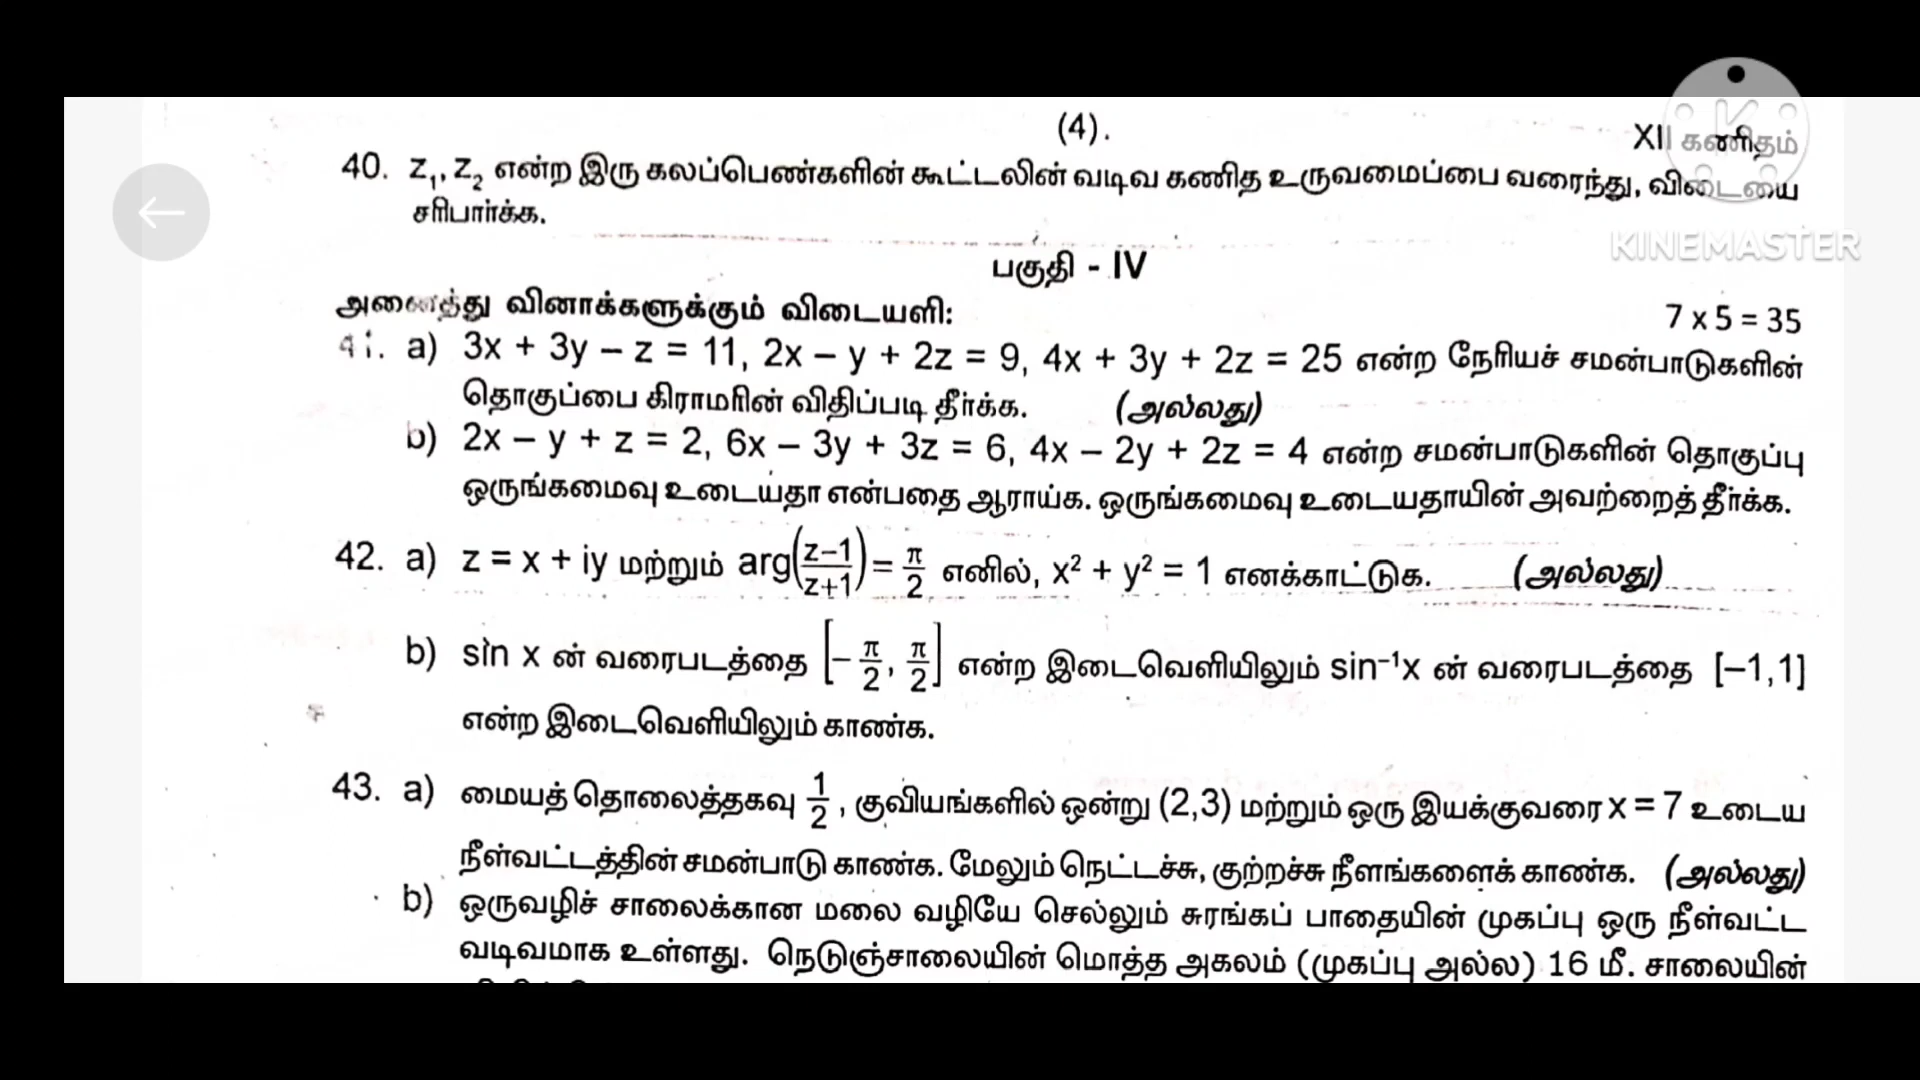 (4).
XII கணிதம்
40. z₁, z₂ என்ற இரு கலப்பெண்களின் கூட்டலின் வடிவ கணித உருவமைப்பை வரைந்து, விடையை
சரிபார்க்க.
KINEMASTER
பகுதி - IV
அனைத்து வினாக்களுக்கும் விடையளி:
7 x 5 = 35
41. a) 3x + 3y – z = 11, 2x – y + 2z = 9, 4x + 3y + 2z = 25 என்ற நேரியச் சமன்பாடுகளின்
தொகுப்பை கிராமரின் விதிப்படி தீர்க்க. (அல்லது)
b) 2x – y + z = 2, 6x – 3y + 3z = 6, 4x – 2y + 2z = 4 என்ற சமன்பாடுகளின் தொகுப்பு
ஒருங்கமைவு உடையதா என்பதை ஆராய்க. ஒருங்கமைவு உடையதாயின் அவற்றைத் தீர்க்க.
42. a) z = x + iy மற்றும் arg((z–1)/(z+1)) = π/2 எனில், x² + y² = 1 எனக்காட்டுக. (அல்லது)
b) sin x ன் வரைபடத்தை [–π/2, π/2] என்ற இடைவெளியிலும் sin⁻¹x ன் வரைபடத்தை [–1,1]
என்ற இடைவெளியிலும் காண்க.
43. a) மையத் தொலைத்தகவு 1/2, குவியங்களில் ஒன்று (2,3) மற்றும் ஒரு இயக்குவரை x = 7 உடைய
நீள்வட்டத்தின் சமன்பாடு காண்க. மேலும் நெட்டச்சு, குற்றச்சு நீளங்களைக் காண்க. (அல்லது)
b) ஒருவழிச் சாலைக்கான மலை வழியே செல்லும் சுரங்கப் பாதையின் முகப்பு ஒரு நீள்வட்ட
வடிவமாக உள்ளது. நெடுஞ்சாலையின் மொத்த அகலம் (முகப்பு அல்ல) 16 மீ. சாலையின்